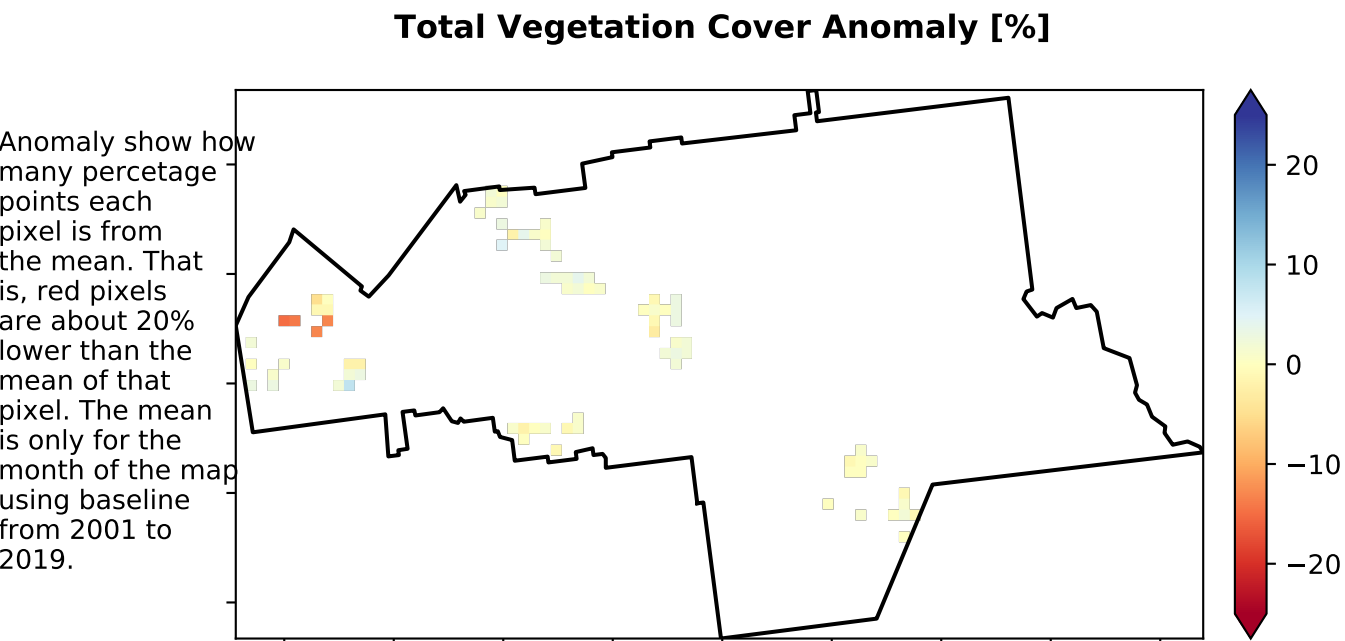 Total Vegetation Cover Anomaly [%]
Anomaly show how
many percetage
points each
pixel is from
the mean. That
is, red pixels
are about 20%
lower than the
mean of that
pixel. The mean
is only for the
month of the map
using baseline
from 2001 to
2019.
20
10
0
−10
−20